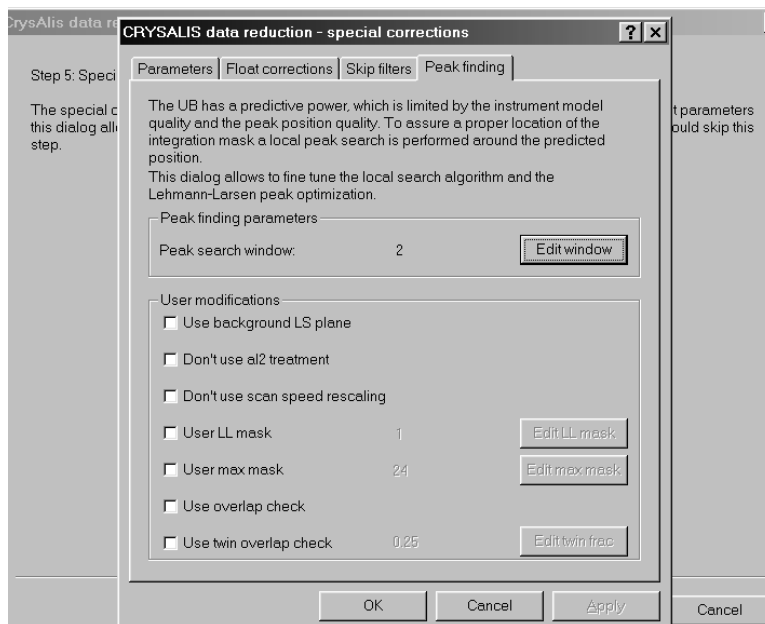 CrysAlis data re
CRYSALIS data reduction - special corrections
Parameters Float corrections Skip filters Peak finding
Step 5: Speci
The special c
this dialog all
step.
t parameters
ould skip this
The UB has a predictive power, which is limited by the instrument model
quality and the peak position quality. To assure a proper location of the
integration mask a local peak search is performed around the predicted
position.
This dialog allows to fine tune the local search algorithm and the
Lehmann-Larsen peak optimization.
Peak finding parameters
Peak search window: 2 Edit window
User modifications
Use background LS plane
Don't use al2 treatment
Don't use scan speed rescaling
User LL mask 1 Edit LL mask
User max mask 24 Edit max mask
Use overlap check
Use twin overlap check 0.25 Edit twin frac
OK Cancel Apply
Cancel